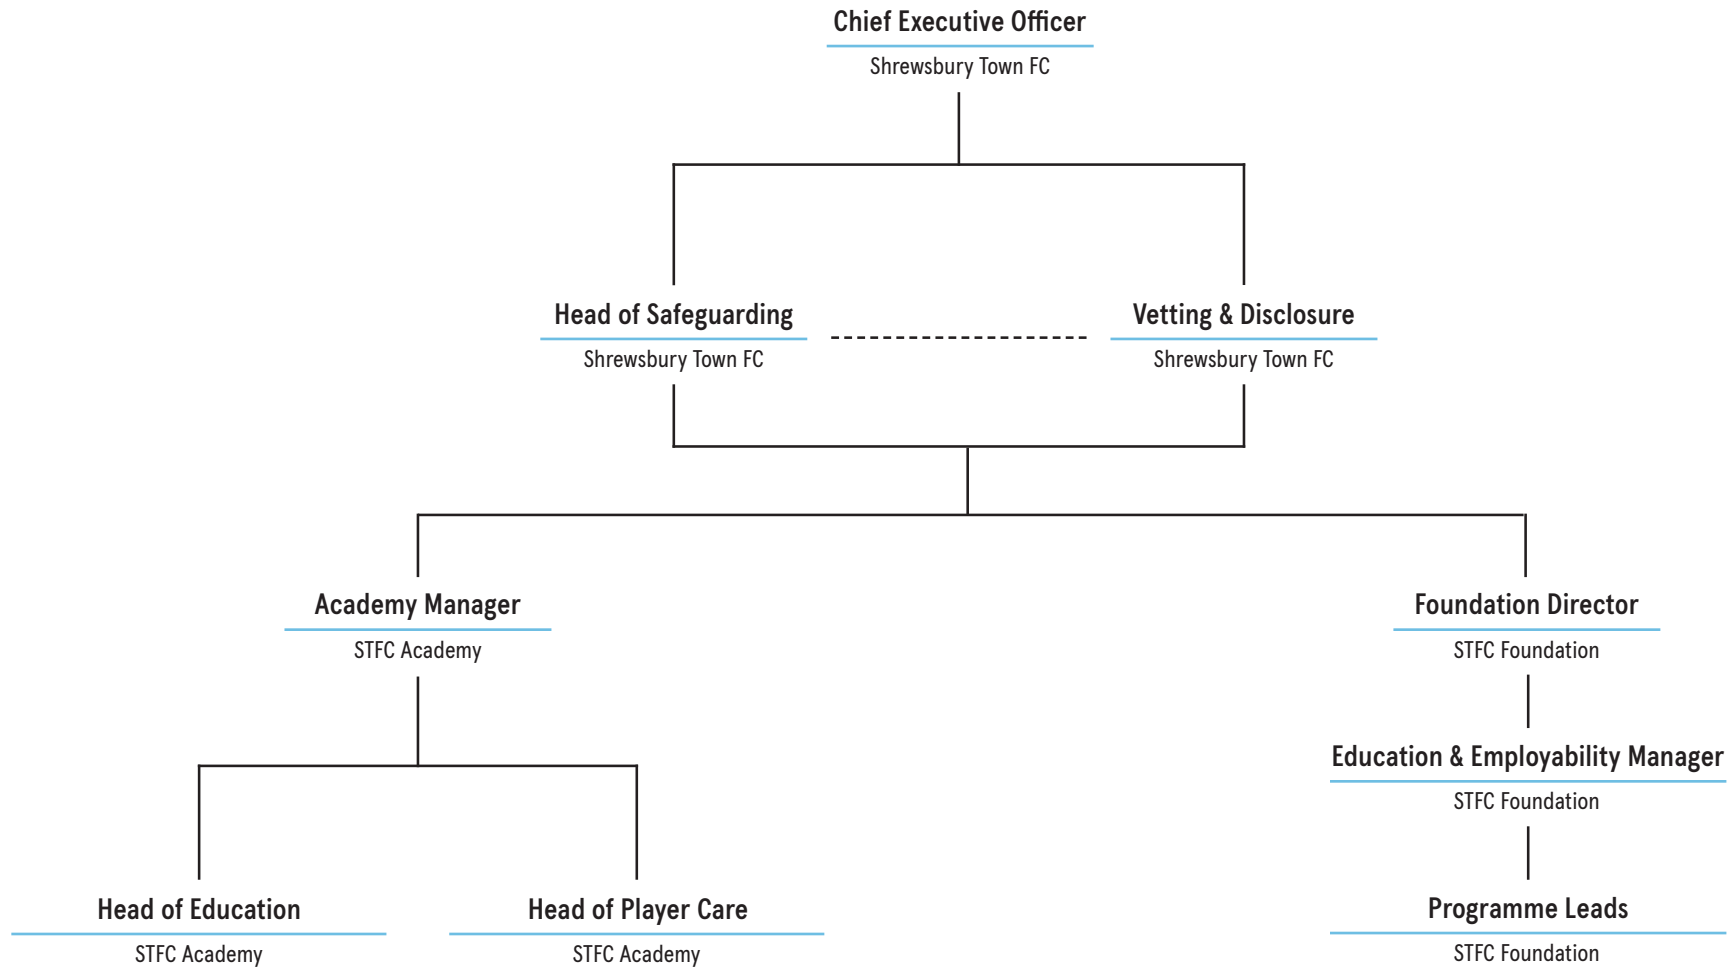 Chief Executive Officer
Shrewsbury Town FC
Head of Safeguarding
Shrewsbury Town FC
Vetting & Disclosure
Shrewsbury Town FC
Academy Manager
STFC Academy
Foundation Director
STFC Foundation
Education & Employability Manager
STFC Foundation
Head of Education
STFC Academy
Head of Player Care
STFC Academy
Programme Leads
STFC Foundation